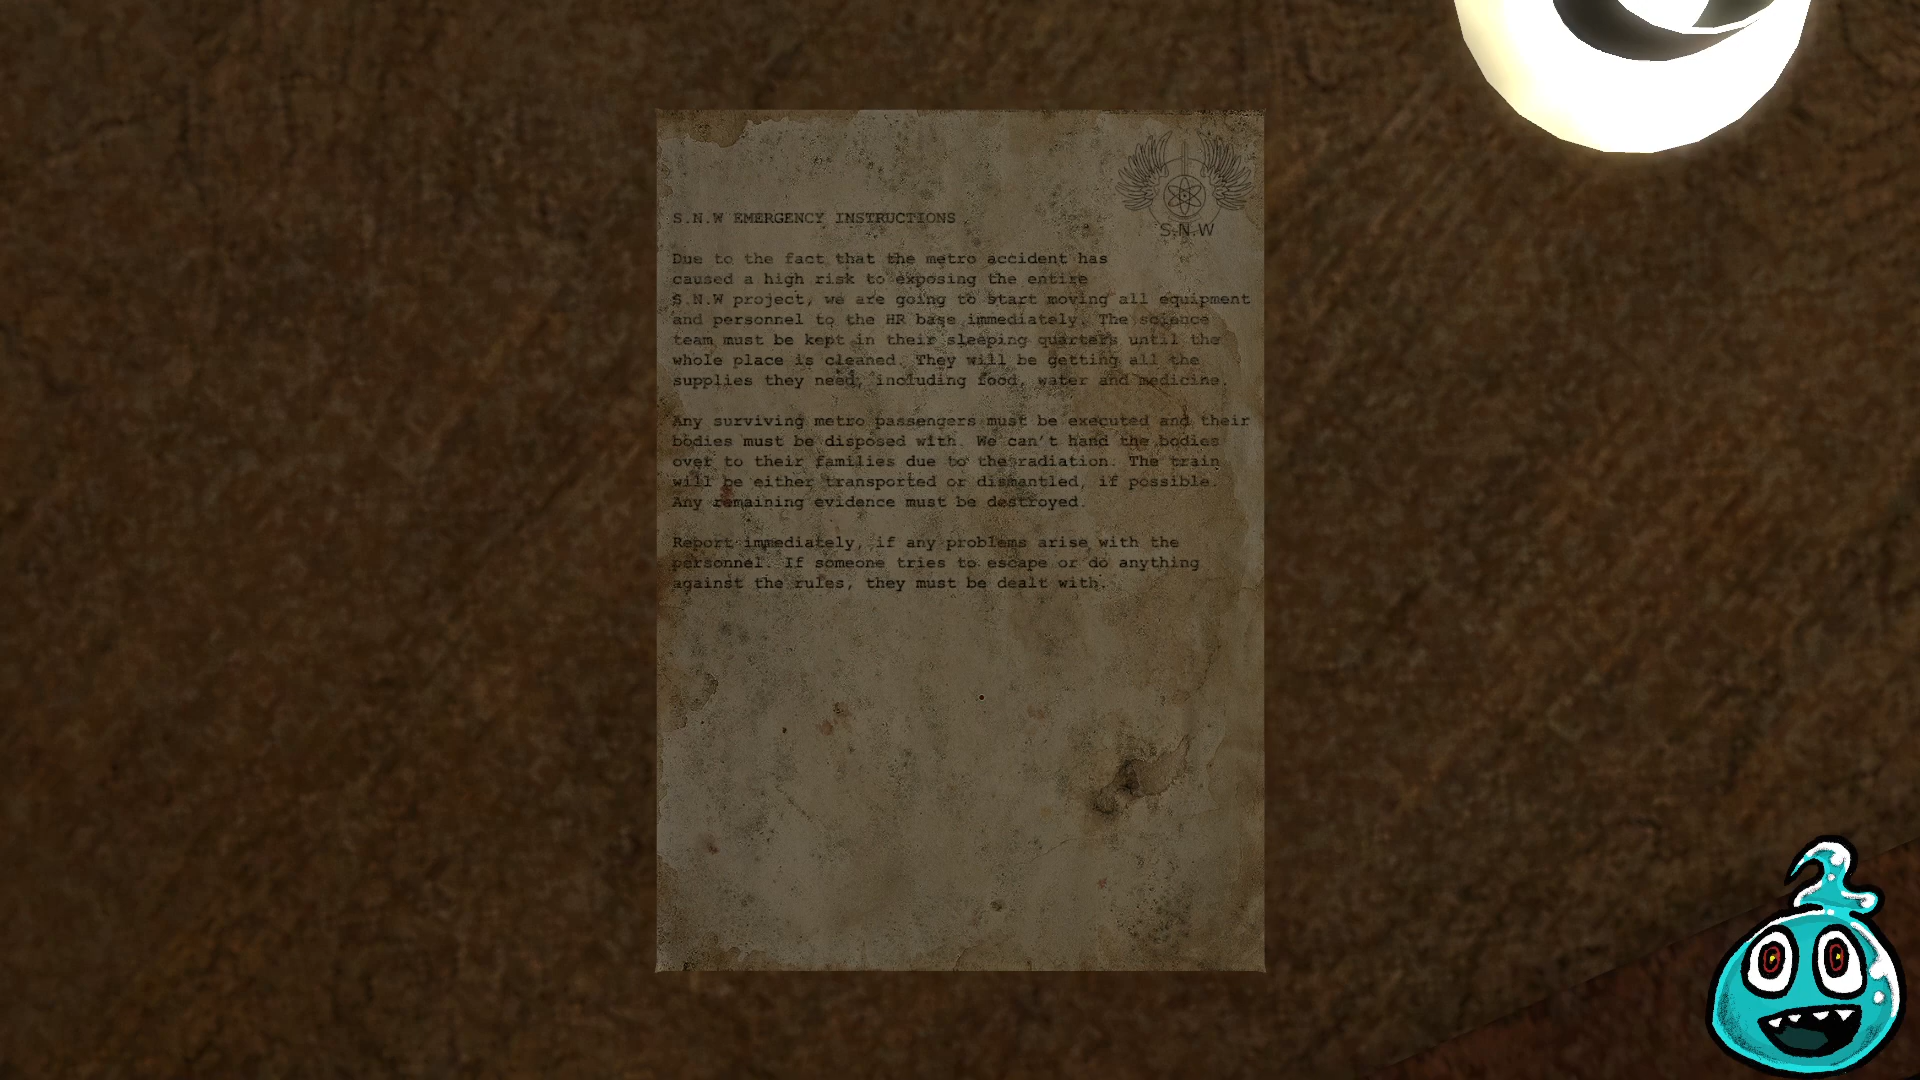 S.N.W
S.N.W EMERGENCY INSTRUCTIONS
Due to the fact that the metro accident has
caused a high risk to exposing the entire
S.N.W project, we are going to start moving all equipment
and personnel to the HR base immediately. The science
team must be kept in their sleeping quarters until the
whole place is cleaned. They will be getting all the
supplies they need, including food, water and medicine.
Any surviving metro passengers must be executed and their
bodies must be disposed with. We can't hand the bodies
over to their families due to the radiation. The train
will be either transported or dismantled, if possible.
Any remaining evidence must be destroyed.
Report immediately, if any problems arise with the
personnel. If someone tries to escape or do anything
against the rules, they must be dealt with.